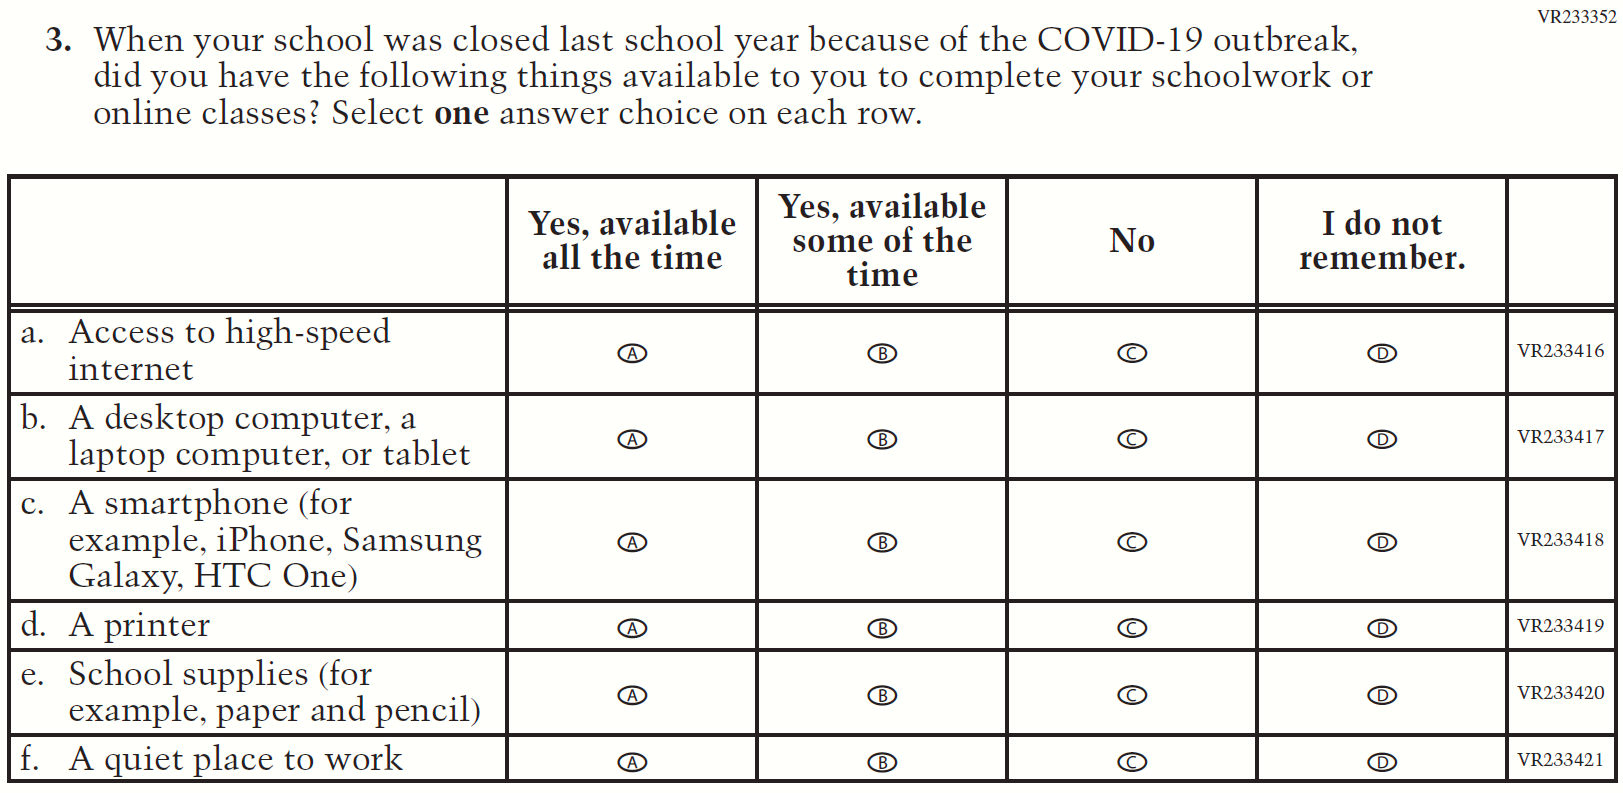 VR233352
3. When your school was closed last school year because of the COVID-19 outbreak,
did you have the following things available to you to complete your schoolwork or
online classes? Select one answer choice on each row.
Yes, available
all the time
Yes, available
some of the
time
No
I do not
remember.
a. Access to high-speed
internet
A B C D VR233416
b. A desktop computer, a
laptop computer, or tablet
A B C D VR233417
c. A smartphone (for
example, iPhone, Samsung
Galaxy, HTC One)
A B C D VR233418
d. A printer A B C D VR233419
e. School supplies (for
example, paper and pencil)
A B C D VR233420
f. A quiet place to work A B C D VR233421